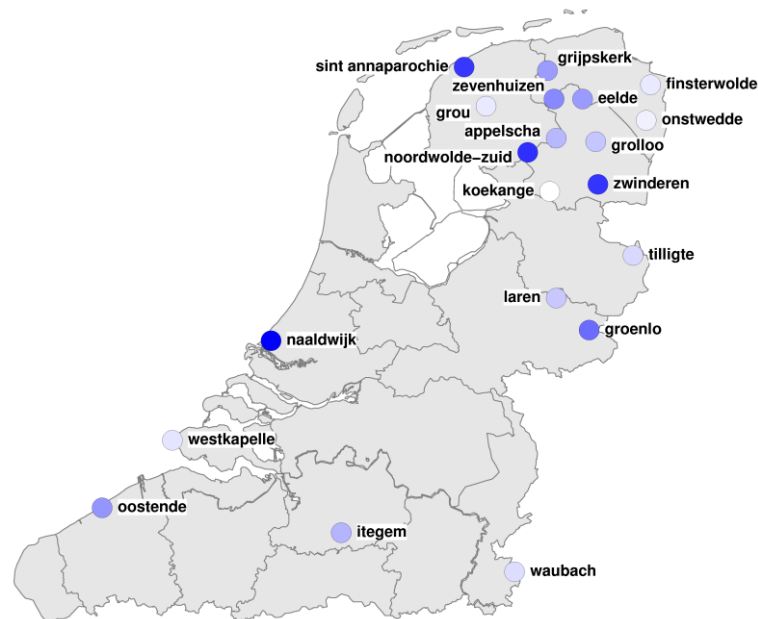 grijpskerk
sint annaparochie
zevenhuizen
finsterwolde
eelde
grou
onstwedde
appelscha
grolloo
noordwolde−zuid
zwinderen
koekange
tilligte
laren
groenlo
naaldwijk
westkapelle
oostende
itegem
waubach